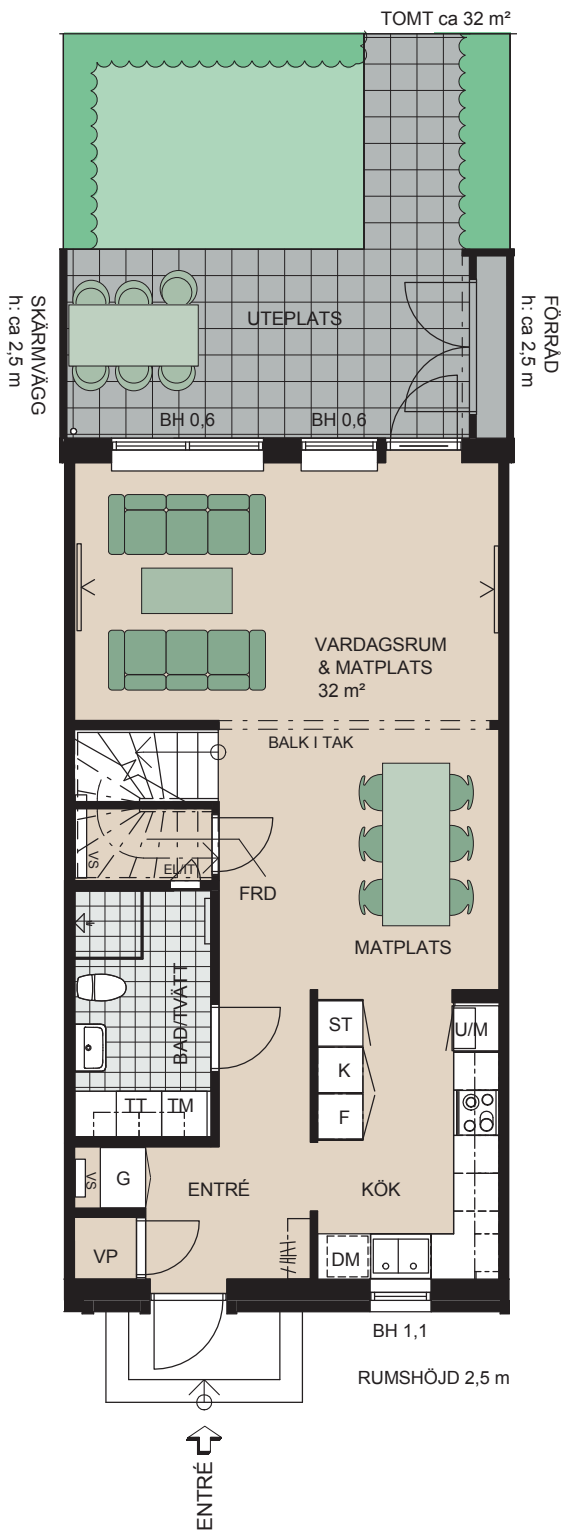 TOMT ca 32 m²
UTEPLATS
SKÄRMVÄGG
h: ca 2,5 m
FÖRRÅD
h: ca 2,5 m
BH 0,6
BH 0,6
VARDAGSRUM
& MATPLATS
32 m²
BALK I TAK
VS
EL/IT
FRD
MATPLATS
BAD/TVÄTT
ST
U/M
K
TT
TM
F
VS
G
ENTRÉ
KÖK
VP
DM
BH 1,1
RUMSHÖJD 2,5 m
ENTRÉ